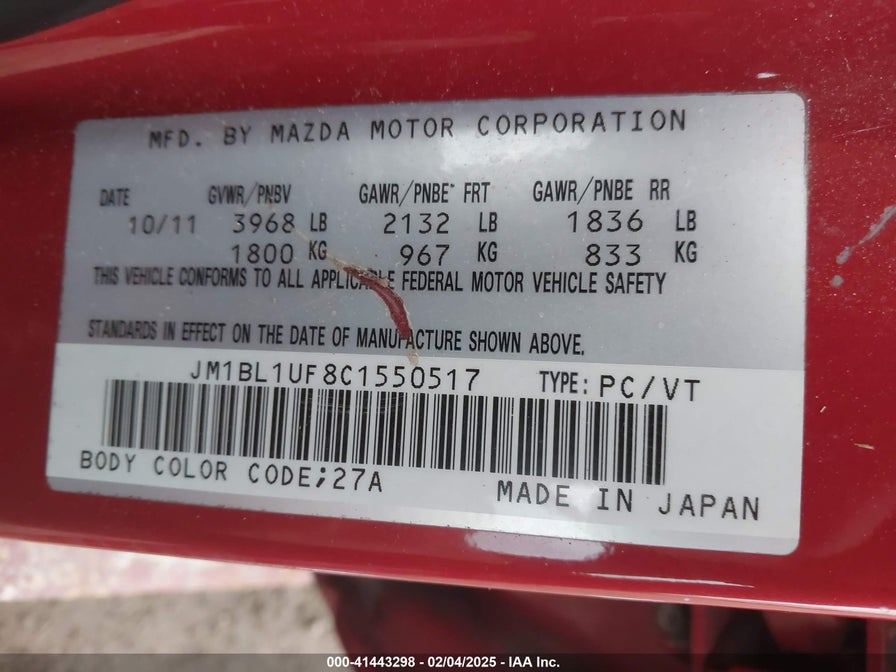 MFD. BY MAZDA MOTOR CORPORATION
DATE GVWR/PNBV GAWR/PNBE* FRT GAWR/PNBE RR
10/11 3968 LB 2132 LB 1836 LB
1800 KG 967 KG 833 KG
THIS VEHICLE CONFORMS TO ALL APPLICABLE FEDERAL MOTOR VEHICLE SAFETY
STANDARDS IN EFFECT ON THE DATE OF MANUFACTURE SHOWN ABOVE.
JM1BL1UF8C1550517 TYPE: PC/VT
BODY COLOR CODE;27A
MADE IN JAPAN
000-41443298 - 02/04/2025 - IAA Inc.